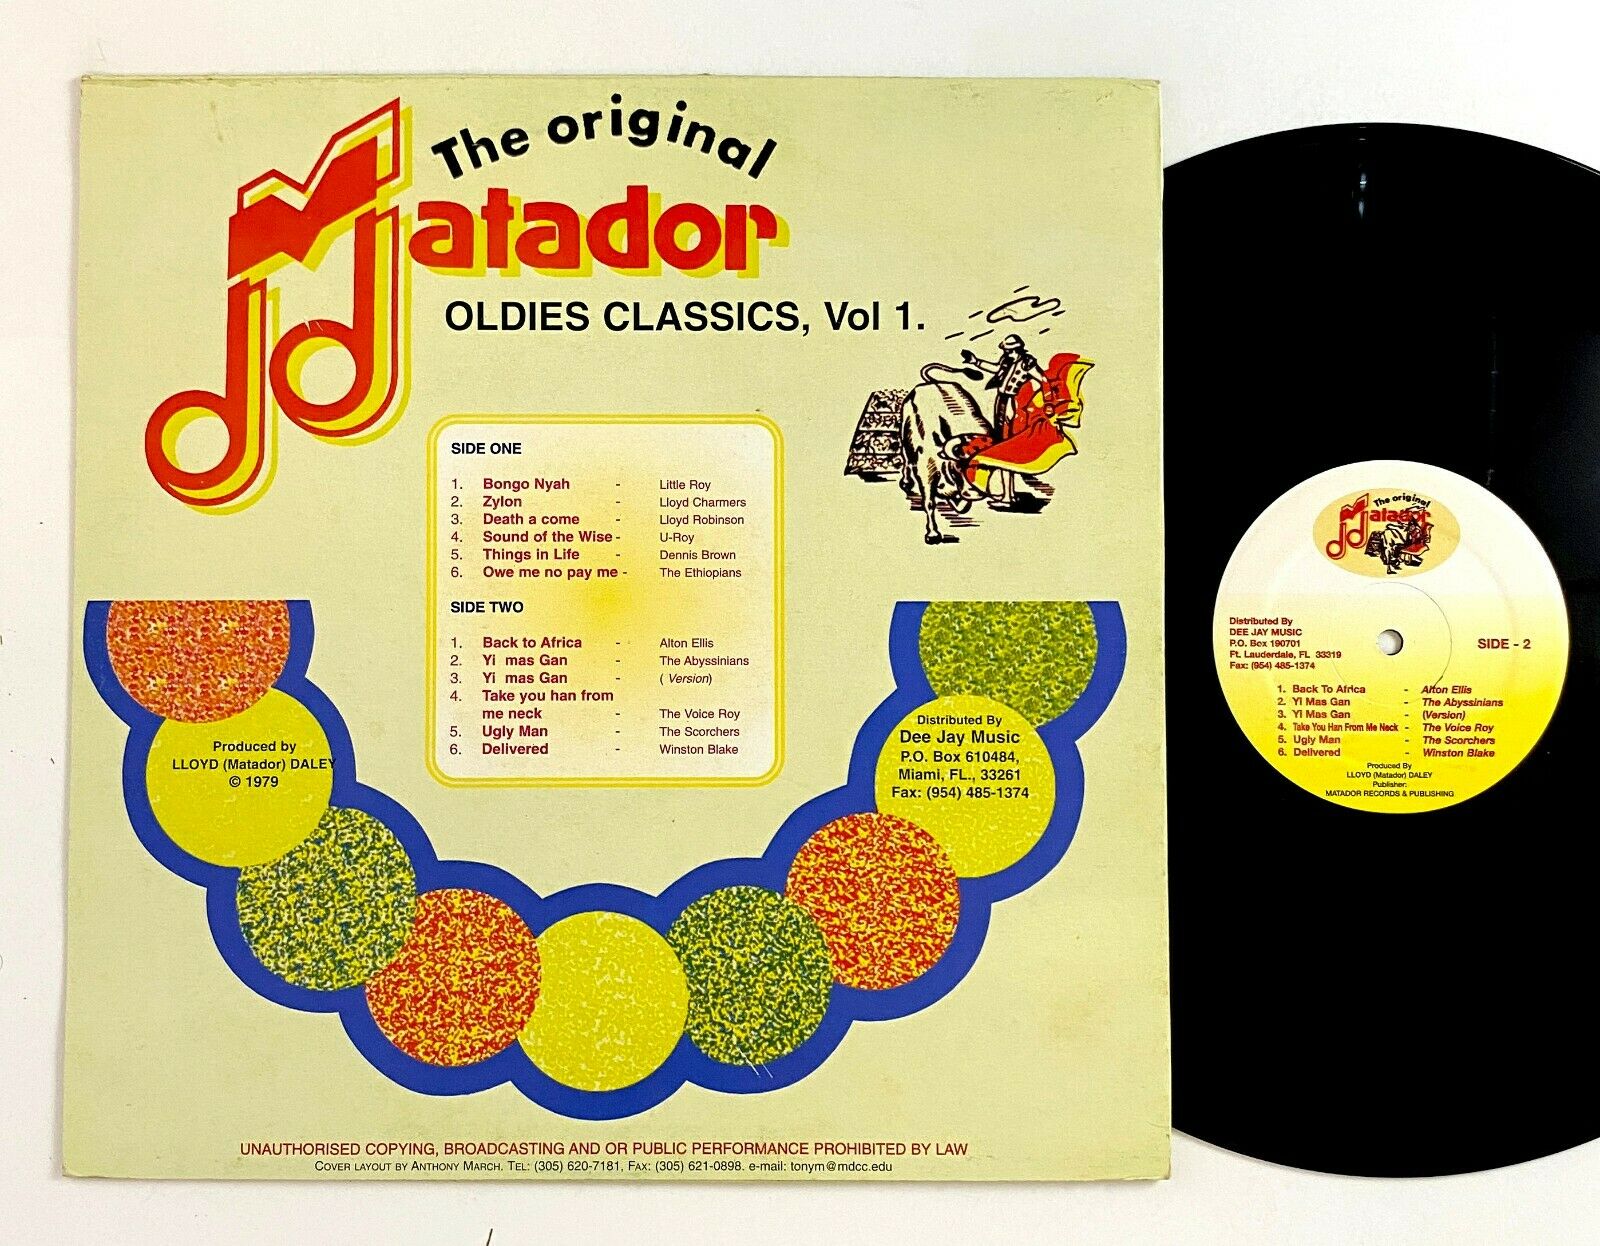 The original
Matador
OLDIES CLASSICS, Vol 1.
SIDE ONE
1. Bongo Nyah - Little Roy
2. Zylon - Lloyd Charmers
3. Death a come - Lloyd Robinson
4. Sound of the Wise - U-Roy
5. Things in Life - Dennis Brown
6. Owe me no pay me - The Ethiopians
SIDE TWO
1. Back to Africa - Alton Ellis
2. Yi mas Gan - The Abyssinians
3. Yi mas Gan - ( Version)
4. Take you han from
me neck - The Voice Roy
5. Ugly Man - The Scorchers
6. Delivered - Winston Blake
Produced by
LLOYD (Matador) DALEY
© 1979
Distributed By
Dee Jay Music
P.O. Box 610484,
Miami, FL., 33261
Fax: (954) 485-1374
UNAUTHORISED COPYING, BROADCASTING AND OR PUBLIC PERFORMANCE PROHIBITED BY LAW
COVER LAYOUT BY ANTHONY MARCH. TEL: (305) 620-7181, FAX: (305) 621-0898. e-mail: tonym@mdcc.edu
The original
Matador
Distributed By
DEE JAY MUSIC
P.O. Box 190701
Ft. Lauderdale, FL 33319
Fax: (954) 485-1374
SIDE - 2
1. Back To Africa - Alton Ellis
2. Yi Mas Gan - The Abyssinians
3. Yi Mas Gan - (Version)
4. Take You Han From Me Neck - The Voice Roy
5. Ugly Man - The Scorchers
6. Delivered - Winston Blake
Produced By
LLOYD (Matador) DALEY
Publisher:
MATADOR RECORDS & PUBLISHING